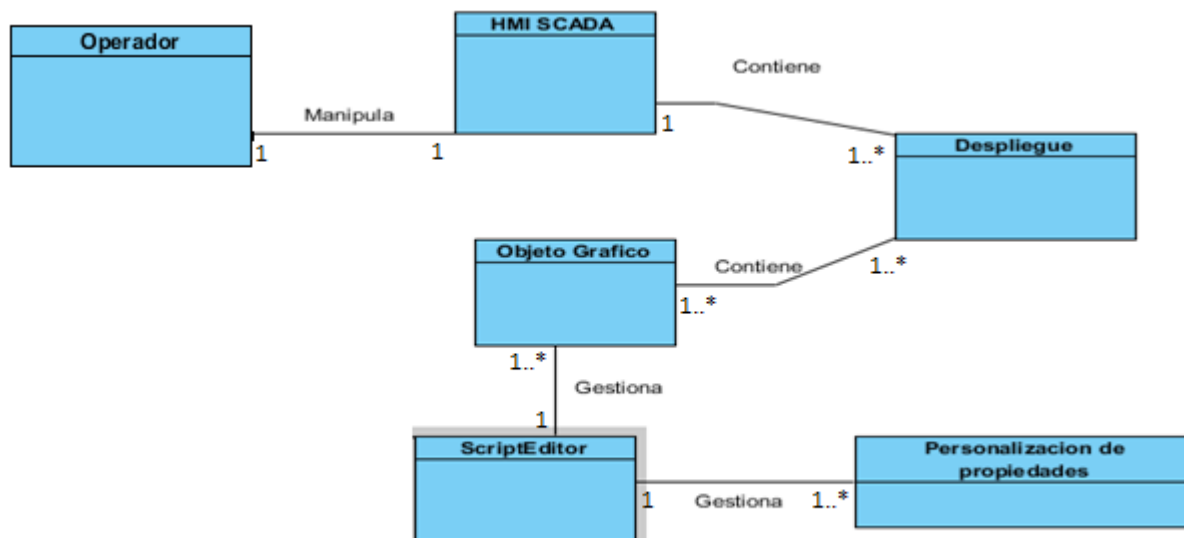 HMI SCADA
Operador
Contiene
Manipula
1
1
1
1..*
Despliegue
Objeto Grafico
Contiene
1..*
1..*
1..*
Gestiona
1
ScriptEditor
Personalizacion de
propiedades
1
Gestiona
1..*